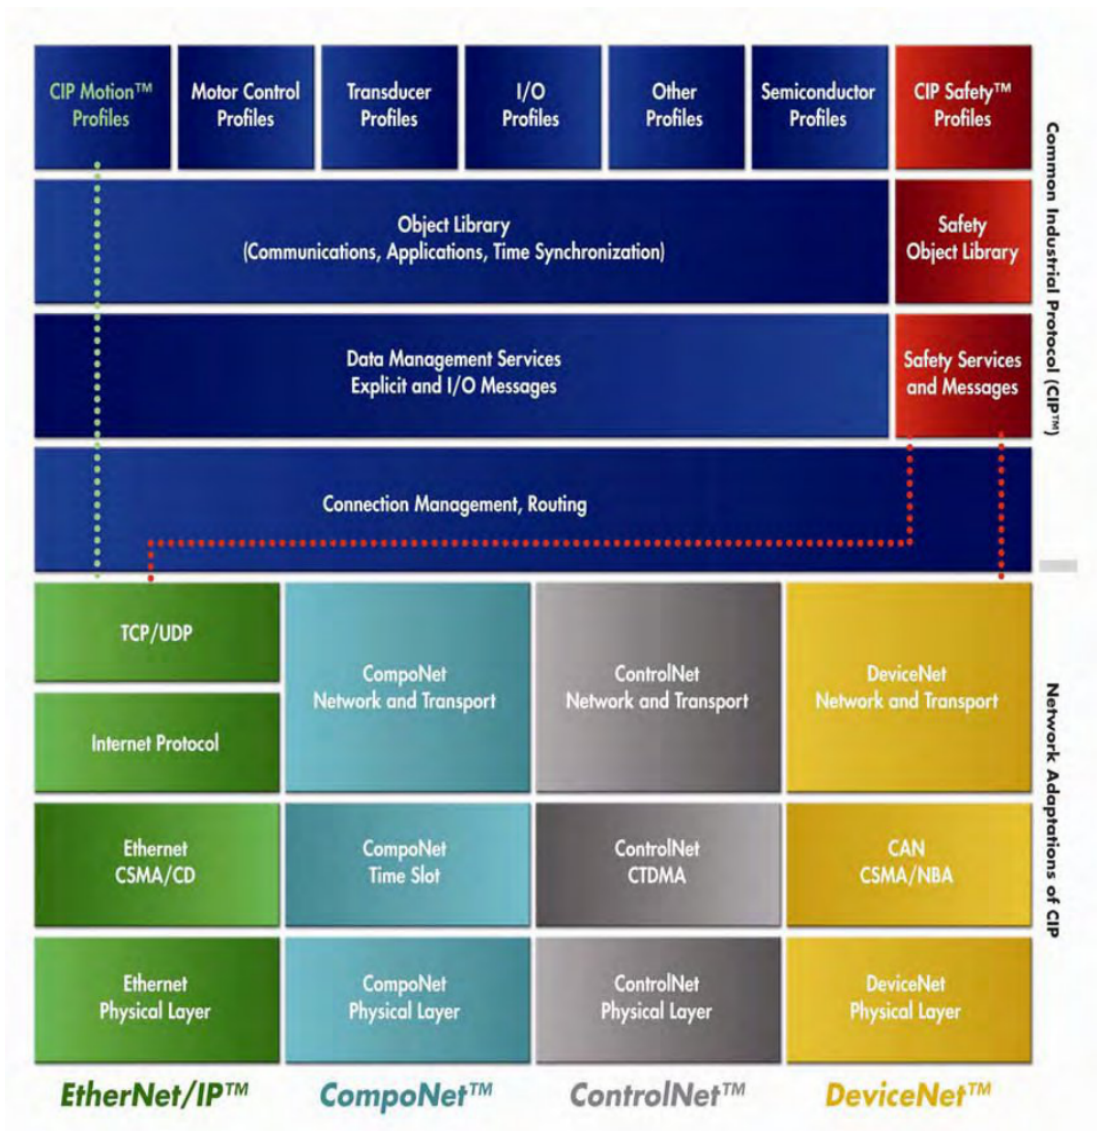 CIP Motion™
Profiles
Motor Control
Profiles
Transducer
Profiles
I/O
Profiles
Other
Profiles
Semiconductor
Profiles
CIP Safety™
Profiles
Object Library
(Communications, Applications, Time Synchronization)
Safety
Object Library
Data Management Services
Explicit and I/O Messages
Safety Services
and Messages
Connection Management, Routing
Common Industrial Protocol (CIP™)
TCP/UDP
Internet Protocol
CompoNet
Network and Transport
ControlNet
Network and Transport
DeviceNet
Network and Transport
Ethernet
CSMA/CD
CompoNet
Time Slot
ControlNet
CTDMA
CAN
CSMA/NBA
Ethernet
Physical Layer
CompoNet
Physical Layer
ControlNet
Physical Layer
DeviceNet
Physical Layer
Network Adaptations of CIP
EtherNet/IP™
CompoNet™
ControlNet™
DeviceNet™